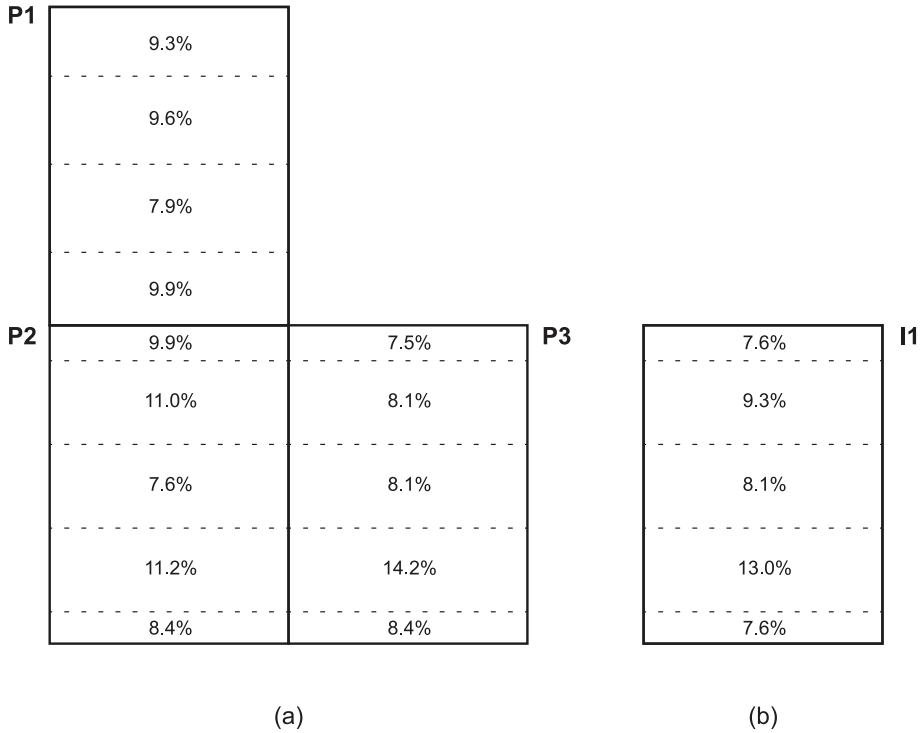 P1
9.3%
9.6%
7.9%
9.9%
P2 9.9% 7.5% P3 7.6% I1
11.0% 8.1% 9.3%
7.6% 8.1% 8.1%
11.2% 14.2% 13.0%
8.4% 8.4% 7.6%
(a) (b)